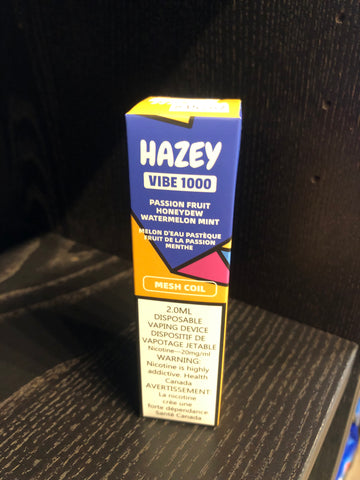 HAZEY
VIBE 1000
PASSION FRUIT
HONEYDEW
WATERMELON MINT
MELON D'EAU PASTÈQUE
FRUIT DE LA PASSION
MENTHE
MESH COIL
2.0ML
DISPOSABLE
VAPING DEVICE
DISPOSITIF DE
VAPOTAGE JETABLE
Nicotine--20mg/ml
WARNING:
Nicotine is highly
addictive. Health
Canada
AVERTISSEMENT
La nicotine
crée une
forte dépendance
Santé Canada